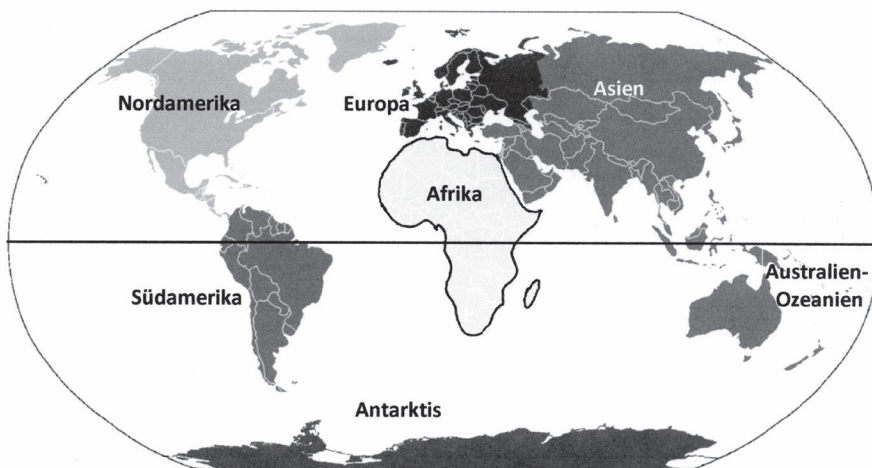 Nordamerika
Europa
Asien
Afrika
Südamerika
Australien-
Ozeanien
Antarktis